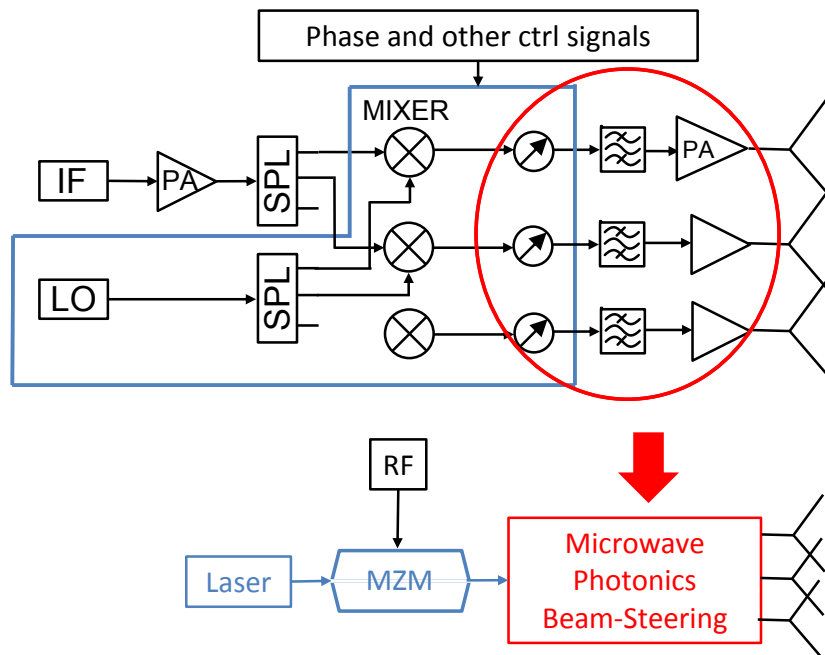 Phase and other ctrl signals
MIXER
IF
PA
SPL
PA
LO
SPL
RF
Laser
MZM
Microwave
Photonics
Beam-Steering